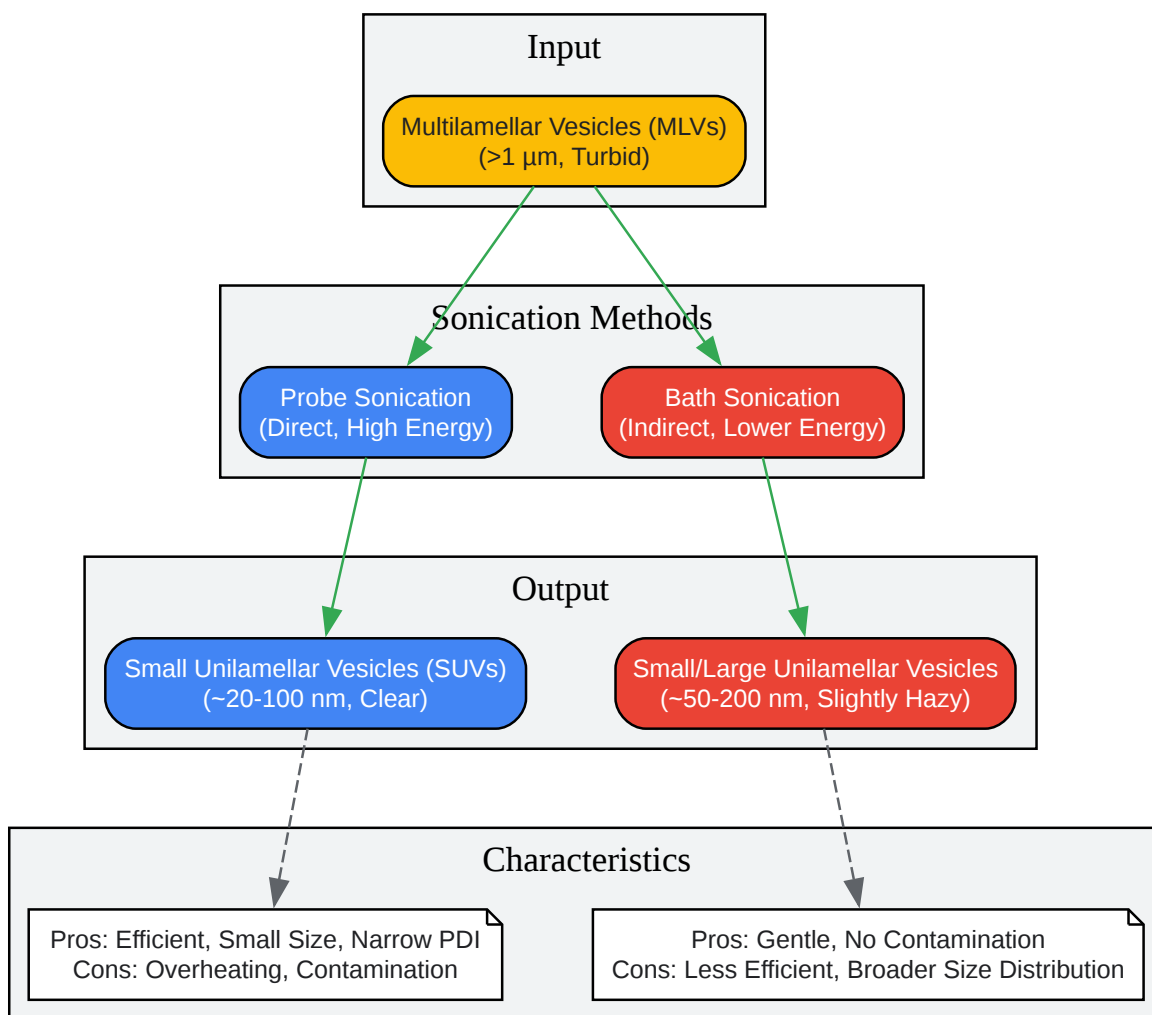 Input
Multilamellar Vesicles (MLVs)
(>1 µm, Turbid)
Sonication Methods
Probe Sonication
(Direct, High Energy)
Bath Sonication
(Indirect, Lower Energy)
Output
Small Unilamellar Vesicles (SUVs)
(~20-100 nm, Clear)
Small/Large Unilamellar Vesicles
(~50-200 nm, Slightly Hazy)
Characteristics
Pros: Efficient, Small Size, Narrow PDI
Cons: Overheating, Contamination
Pros: Gentle, No Contamination
Cons: Less Efficient, Broader Size Distribution